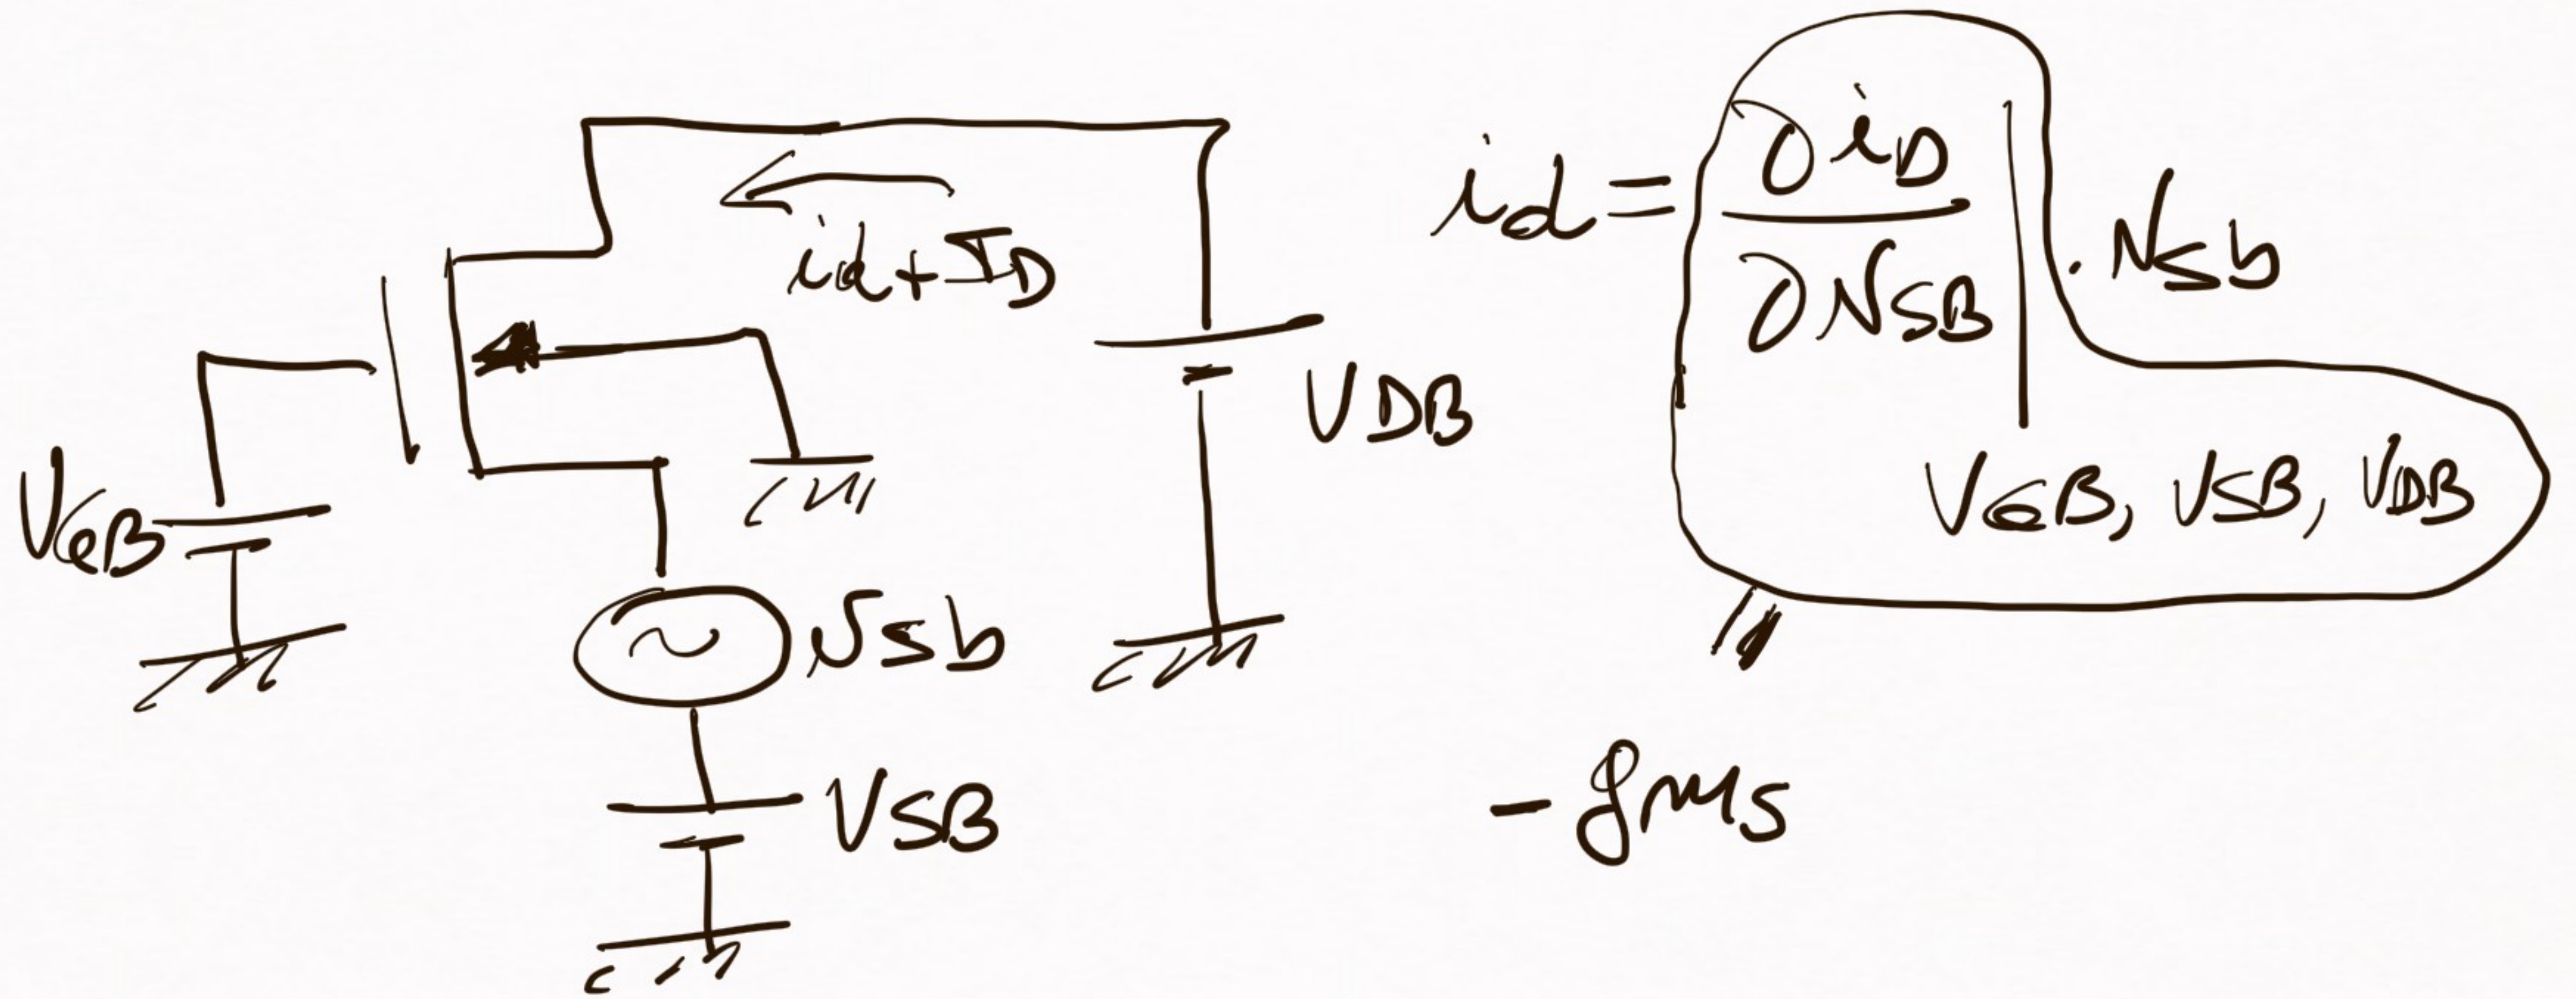 id + ID
VGB
VDB
vsb
VSB
id = ∂iD / ∂vSB | VGB, VSB, VDB · vsb
- gms